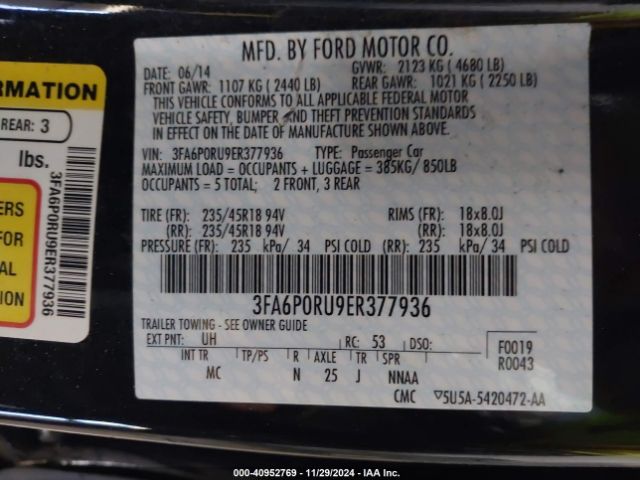 MFD. BY FORD MOTOR CO.
DATE: 06/14 GVWR: 2123 KG ( 4680 LB)
FRONT GAWR: 1107 KG ( 2440 LB) REAR GAWR: 1021 KG ( 2250 LB)
THIS VEHICLE CONFORMS TO ALL APPLICABLE FEDERAL MOTOR
VEHICLE SAFETY, BUMPER AND THEFT PREVENTION STANDARDS
IN EFFECT ON THE DATE OF MANUFACTURE SHOWN ABOVE.
VIN: 3FA6P0RU9ER377936 TYPE: Passenger Car
MAXIMUM LOAD = OCCUPANTS + LUGGAGE = 385KG/ 850LB
OCCUPANTS = 5 TOTAL; 2 FRONT, 3 REAR
TIRE (FR): 235/45R18 94V RIMS (FR): 18x8.0J
(RR): 235/45R18 94V (RR): 18x8.0J
PRESSURE (FR): 235 kPa/ 34 PSI COLD (RR): 235 kPa/ 34 PSI COLD
3FA6P0RU9ER377936
TRAILER TOWING - SEE OWNER GUIDE
EXT PNT: UH RC: 53 DSO: F0019
INT TR TP/PS R AXLE TR SPR R0043
MC N 25 J NNAA
CMC ▽5U5A-5420472-AA
FORMATION
REAR: 3
lbs.
3FA6P0RU9ER377936
ERS
FOR
AL
ION
000-40952769 - 11/29/2024 - IAA Inc.